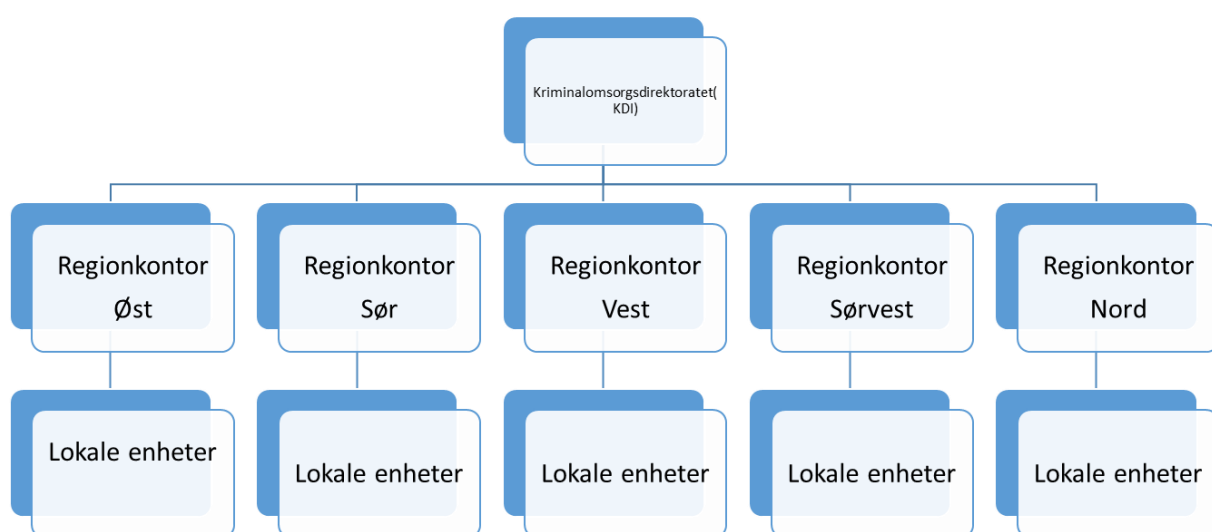 Kriminalomsorgsdirektoratet(
KDI)
Regionkontor
Øst
Regionkontor
Sør
Regionkontor
Vest
Regionkontor
Sørvest
Regionkontor
Nord
Lokale enheter
Lokale enheter
Lokale enheter
Lokale enheter
Lokale enheter